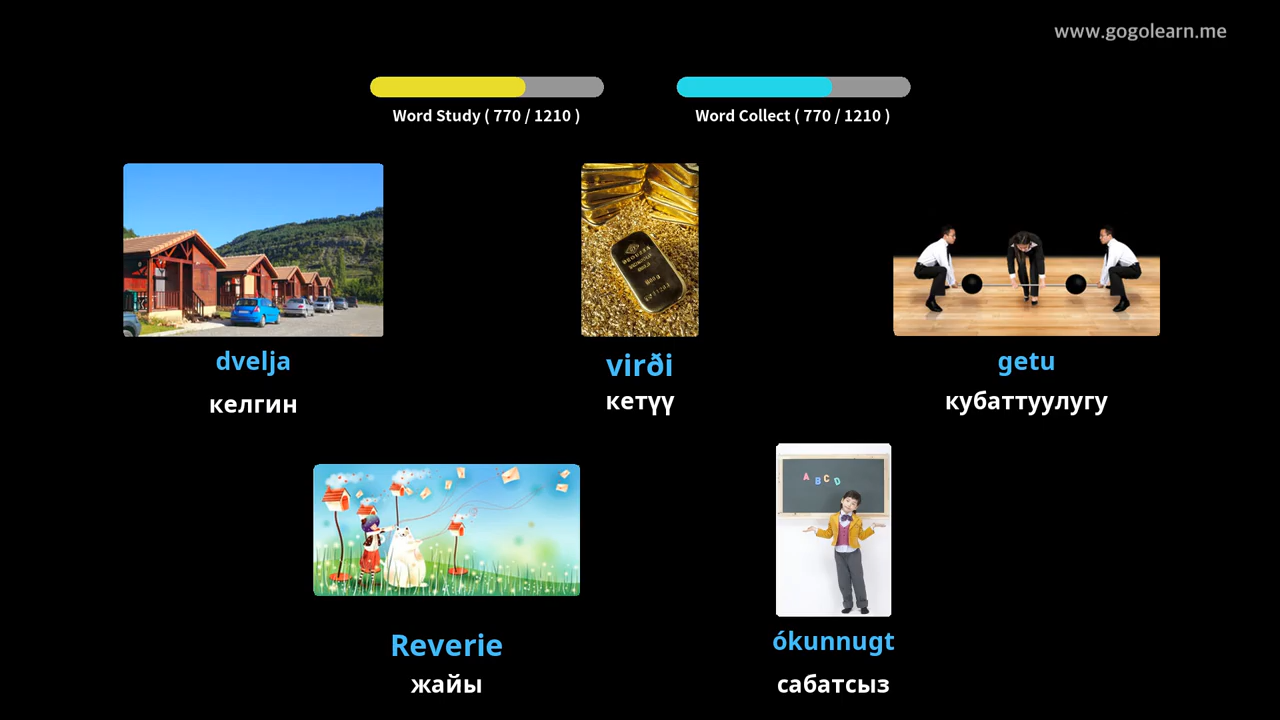 www.gogolearn.me
Word Study ( 770 / 1210 )
Word Collect ( 770 / 1210 )
dvelja
virði
getu
келгин
кетүү
кубаттуулугу
A B C D
Reverie
ókunnugt
жайы
сабатсыз